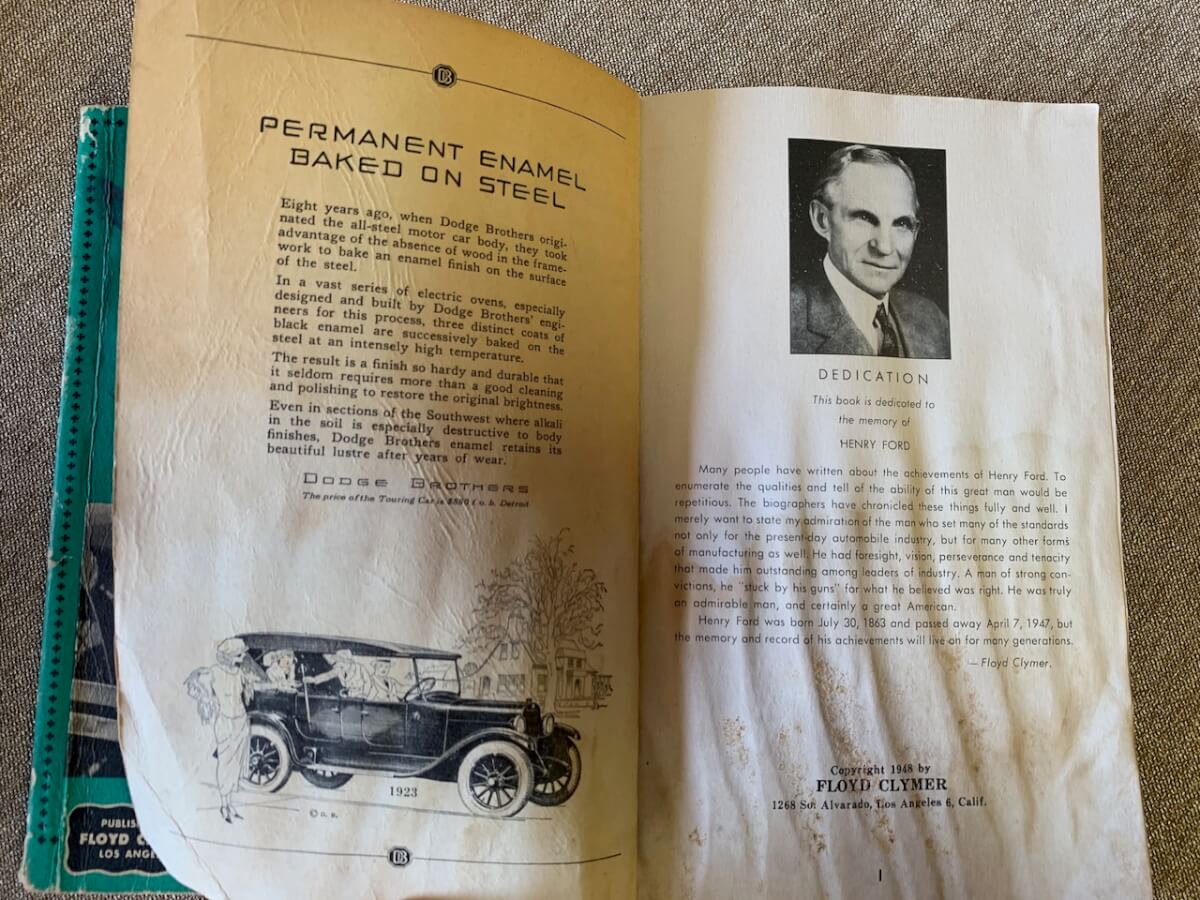 DB
PERMANENT ENAMEL
BAKED ON STEEL
Eight years ago, when Dodge Brothers origi-
nated the all-steel motor car body, they took
advantage of the absence of wood in the frame-
work to bake an enamel finish on the surface
of the steel.
In a vast series of electric ovens, especially
designed and built by Dodge Brothers' engi-
neers for this process, three distinct coats of
black enamel are successively baked on the
steel at an intensely high temperature.
The result is a finish so hardy and durable that
it seldom requires more than a good cleaning
and polishing to restore the original brightness.
Even in sections of the Southwest where alkali
in the soil is especially destructive to body
finishes, Dodge Brothers enamel retains its
beautiful lustre after years of wear.
DODGE BROTHERS
The price of the Touring Car is $880 f. o. b. Detroit
1923
© D. B.
DB
PUBLIS
FLOYD C
LOS ANGE
DEDICATION
This book is dedicated to
the memory of
HENRY FORD
Many people have written about the achievements of Henry Ford. To
enumerate the qualities and tell of the ability of this great man would be
repetitious. The biographers have chronicled these things fully and well. I
merely want to state my admiration of the man who set many of the standards
not only for the present-day automobile industry, but for many other forms
of manufacturing as well. He had foresight, vision, perseverance and tenacity
that made him outstanding among leaders of industry. A man of strong con-
victions, he "stuck by his guns" for what he believed was right. He was truly
an admirable man, and certainly a great American.
Henry Ford was born July 30, 1863 and passed away April 7, 1947, but
the memory and record of his achievements will live on for many generations.
—Floyd Clymer.
Copyright 1948 by
FLOYD CLYMER
1268 So. Alvarado, Los Angeles 6, Calif.
1